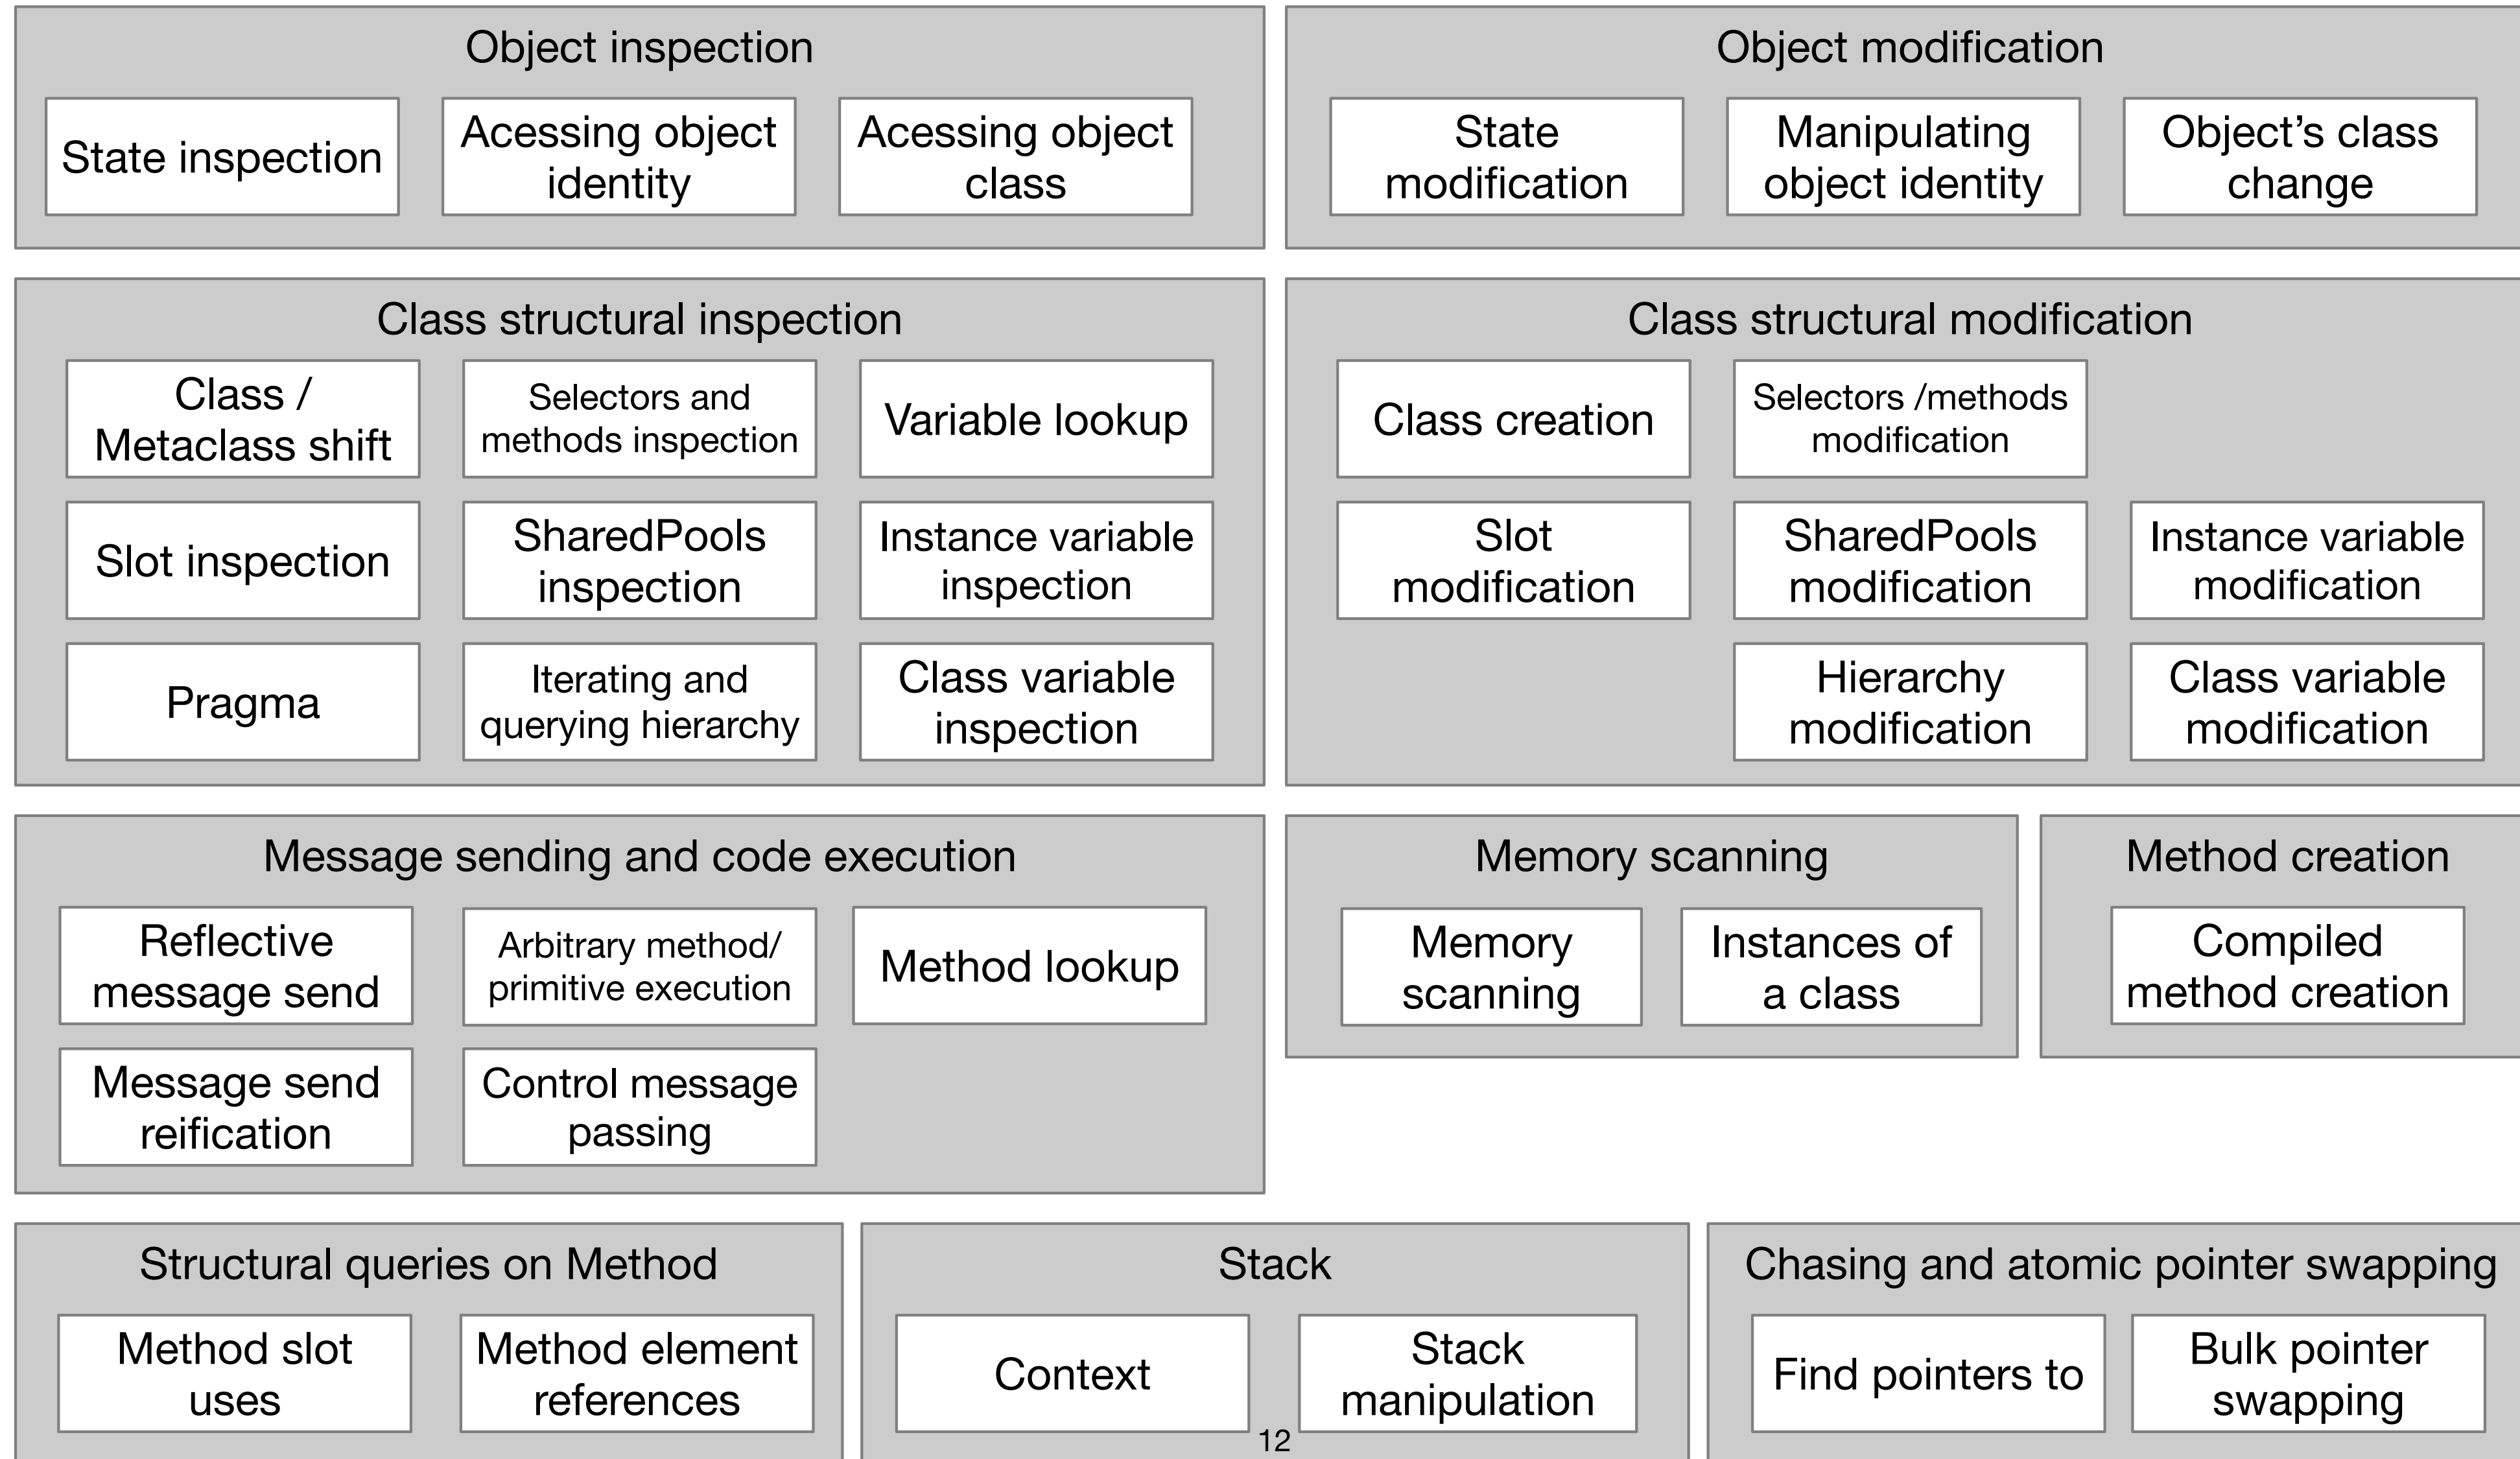 Object inspection
State inspection
Acessing object
identity
Acessing object
class
Object modification
State
modification
Manipulating
object identity
Object’s class
change
Class structural inspection
Class /
Metaclass shift
Selectors and
methods inspection
Variable lookup
Slot inspection
SharedPools
inspection
Instance variable
inspection
Pragma
Iterating and
querying hierarchy
Class variable
inspection
Class structural modification
Class creation
Selectors /methods
modification
Slot
modification
SharedPools
modification
Instance variable
modification
Hierarchy
modification
Class variable
modification
Message sending and code execution
Reflective
message send
Arbitrary method/
primitive execution
Method lookup
Message send
reification
Control message
passing
Memory scanning
Memory
scanning
Instances of
a class
Method creation
Compiled
method creation
Structural queries on Method
Method slot
uses
Method element
references
Stack
Context
Stack
manipulation
Chasing and atomic pointer swapping
Find pointers to
Bulk pointer
swapping
12